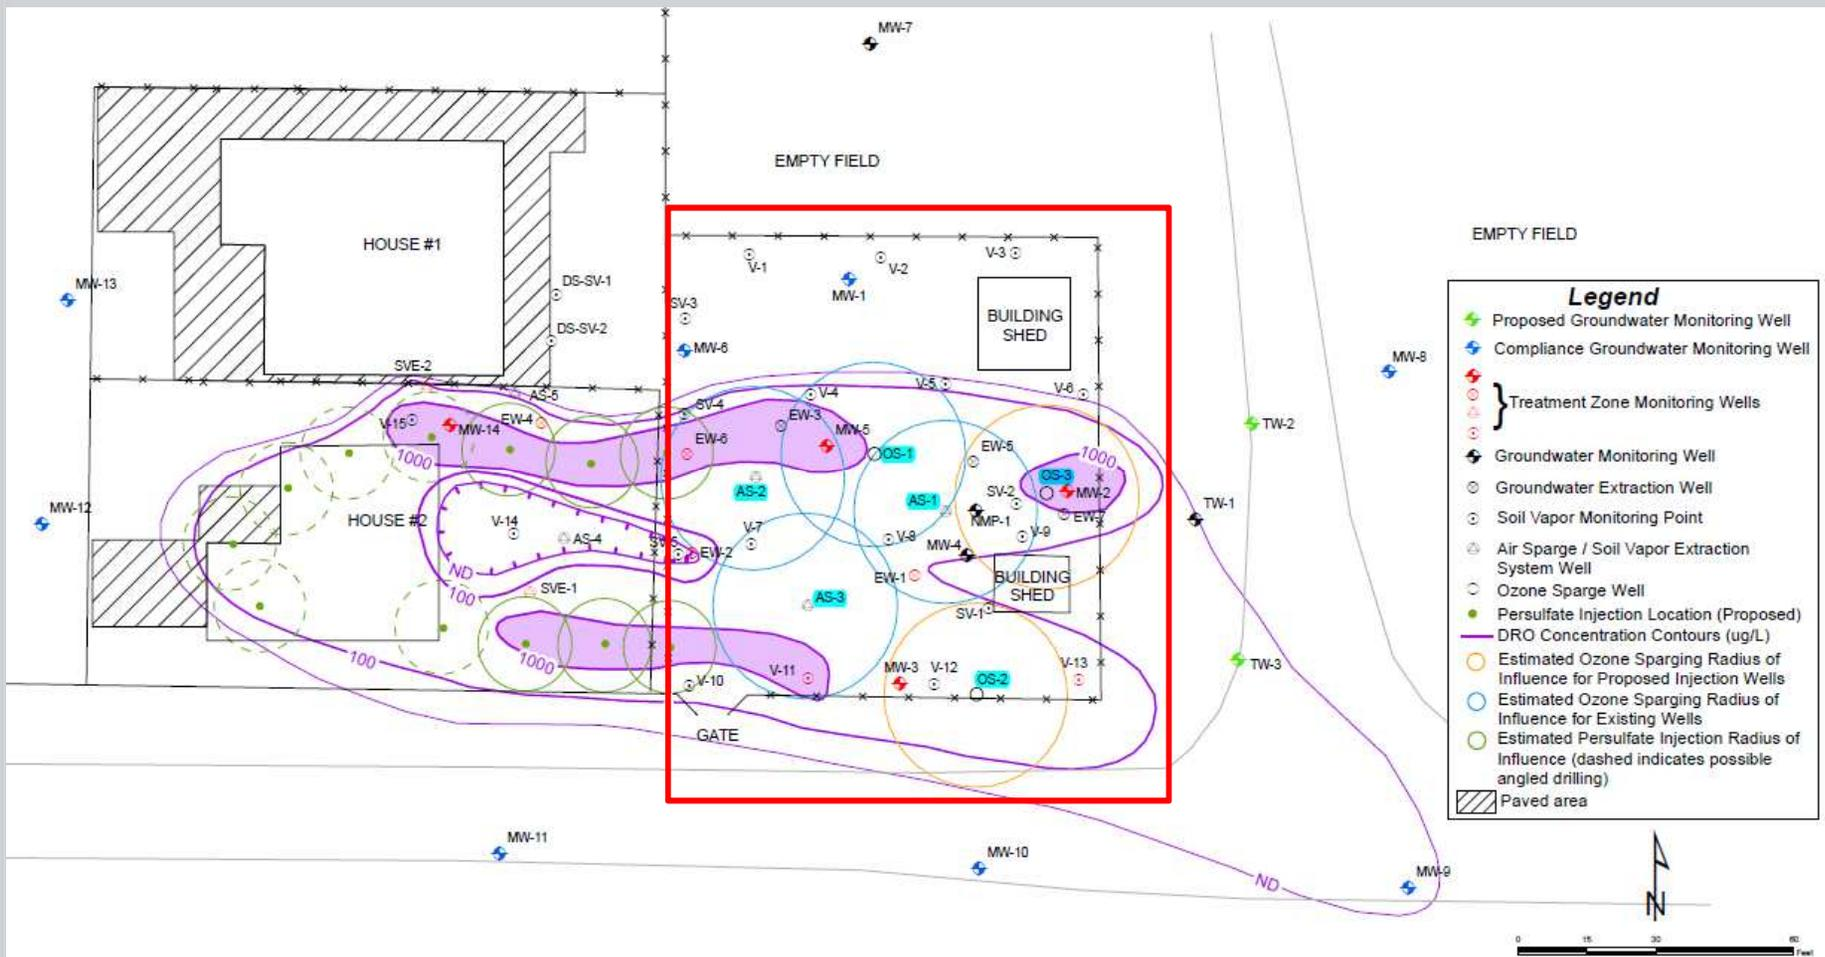 MW-7
EMPTY FIELD
HOUSE #1
EMPTY FIELD
V-1
V-2
V-3
MW-13
DS-SV-1
MW-1
SV-3
BUILDING
SHED
DS-SV-2
MW-6
MW-8
SVE-2
AS-5
V-4
V-5
V-6
SV-4
V-15
MW-14
EW-4
EW-3
MW-5
EW-6
OS-1
EW-5
TW-2
1000
1000
OS-3
MW-2
AS-2
AS-1
SV-2
NMP-1
EW-7
TW-1
MW-12
HOUSE #2
V-14
AS-4
V-7
V-8
V-9
MW-4
SV-5
EW-2
ND
100
EW-1
BUILDING
SHED
SVE-1
AS-3
SV-1
1000
100
V-11
MW-3
V-12
OS-2
V-13
TW-3
V-10
GATE
MW-11
MW-10
MW-9
ND
Legend
Proposed Groundwater Monitoring Well
Compliance Groundwater Monitoring Well
Treatment Zone Monitoring Wells
Groundwater Monitoring Well
Groundwater Extraction Well
Soil Vapor Monitoring Point
Air Sparge / Soil Vapor Extraction
System Well
Ozone Sparge Well
Persulfate Injection Location (Proposed)
DRO Concentration Contours (ug/L)
Estimated Ozone Sparging Radius of
Influence for Proposed Injection Wells
Estimated Ozone Sparging Radius of
Influence for Existing Wells
Estimated Persulfate Injection Radius of
Influence (dashed indicates possible
angled drilling)
Paved area
N
0 15 30 60
Feet